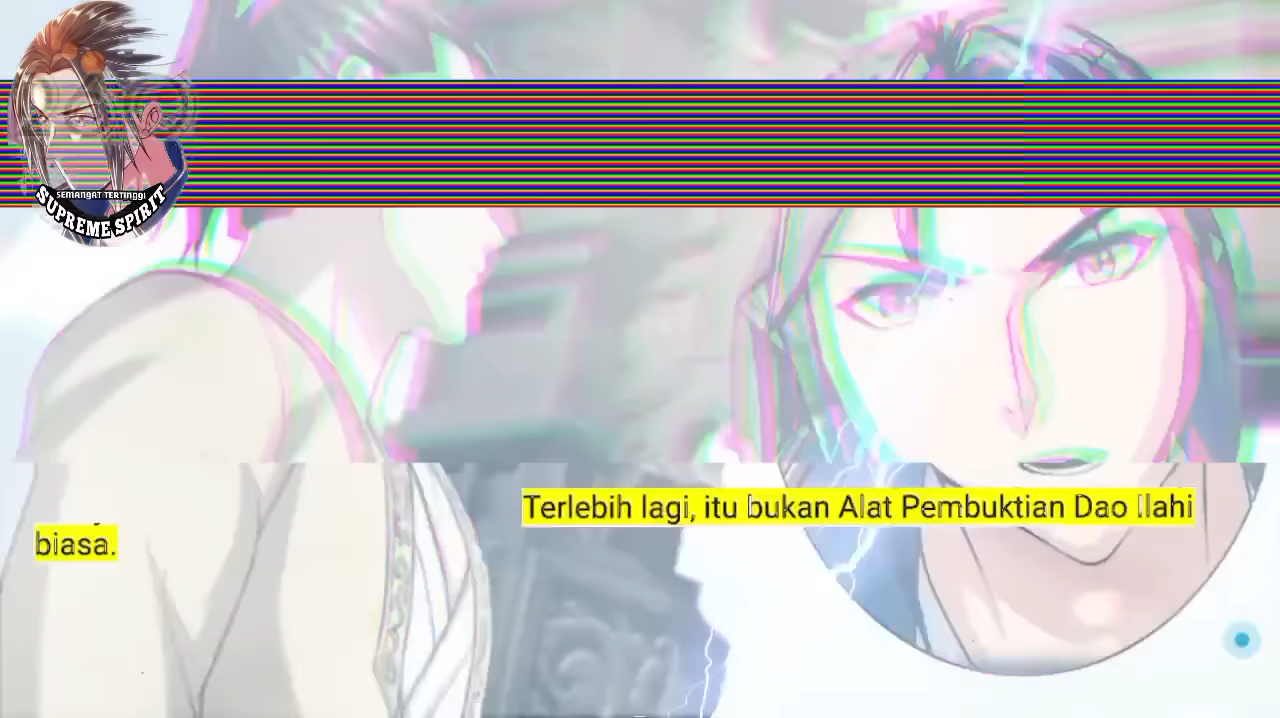 SEMANGAT TERTINGGI
SUPREME SPIRIT
Terlebih lagi, itu bukan Alat Pembuktian Dao Ilahi
biasa.